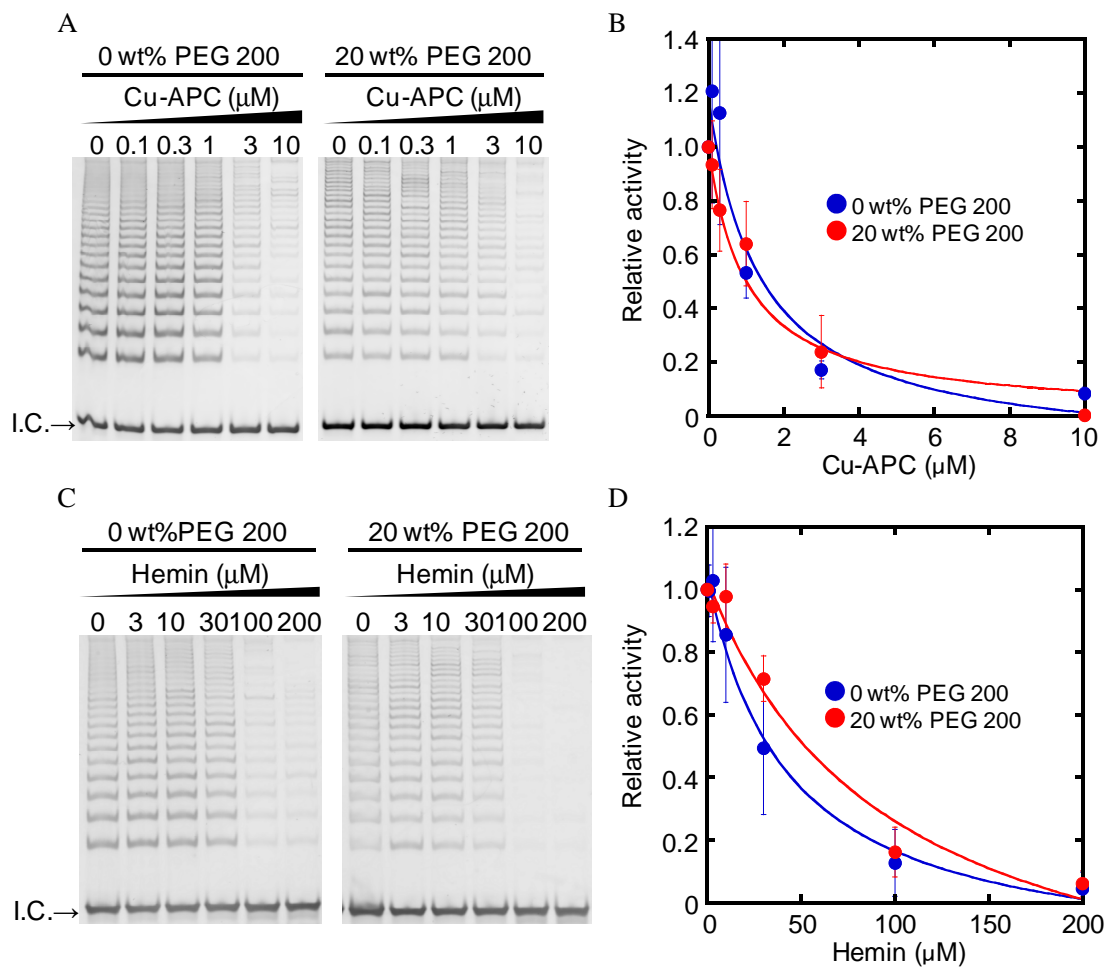 A
0 wt% PEG 200
20 wt% PEG 200
Cu-APC (μM)
Cu-APC (μM)
0 0.1 0.3 1 3 10
0 0.1 0.3 1 3 10
I.C.→
B
1.4
1.2
1.0
0.8
0.6
0.4
0.2
0
Relative activity
0 wt% PEG 200
20 wt% PEG 200
0 2 4 6 8 10
Cu-APC (μM)
C
0 wt%PEG 200
20 wt% PEG 200
Hemin (μM)
Hemin (μM)
0 3 10 30100 200
0 3 10 30100 200
I.C.→
D
1.2
1.0
0.8
0.6
0.4
0.2
0
Relative activity
0 wt% PEG 200
20 wt% PEG 200
0 50 100 150 200
Hemin (μM)